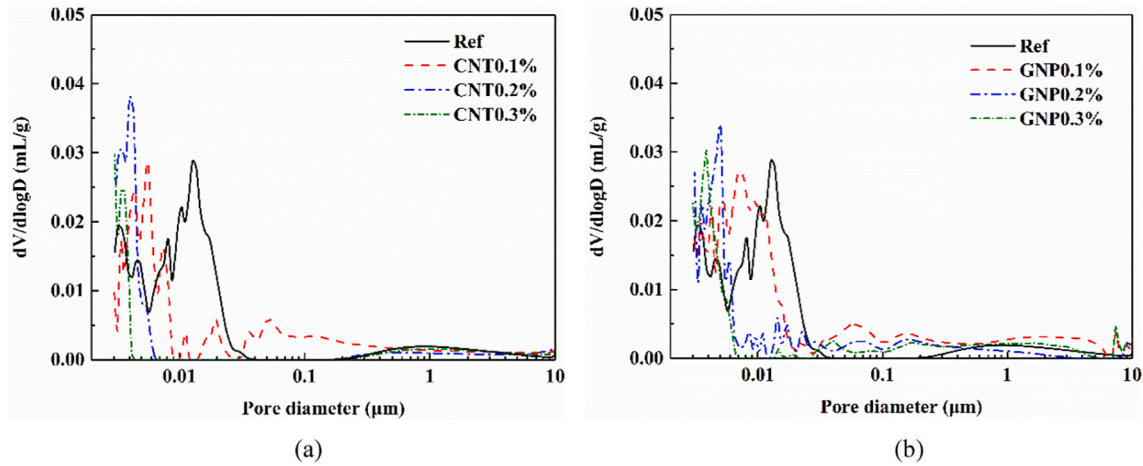 0.05
0.04
0.03
0.02
0.01
0.00
dV/dlogD (mL/g)
Ref
CNT0.1%
CNT0.2%
CNT0.3%
0.01
0.1
1
10
Pore diameter (μm)
(a)
0.05
0.04
0.03
0.02
0.01
0.00
dV/dlogD (mL/g)
Ref
GNP0.1%
GNP0.2%
GNP0.3%
0.01
0.1
1
10
Pore diameter (μm)
(b)